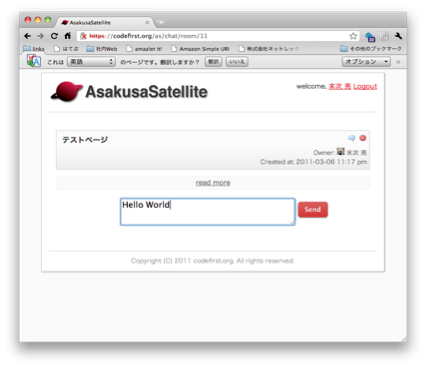 AsakusaSatellite
https://codefirst.org/as/chat/room/11
links はてぶ 社内Web amazlet it! Amazon Simple URI 株式会社ネットレック その他のブックマーク
これは 英語 のページです。翻訳しますか? 翻訳 いいえ オプション
AsakusaSatellite
welcome, 末次 亮 Logout
テストページ
Owner: 末次 亮
Created at: 2011-03-06 11:17 pm
read more
Hello World
Send
Copyright (C) 2011 codefirst.org. All rights reserved.